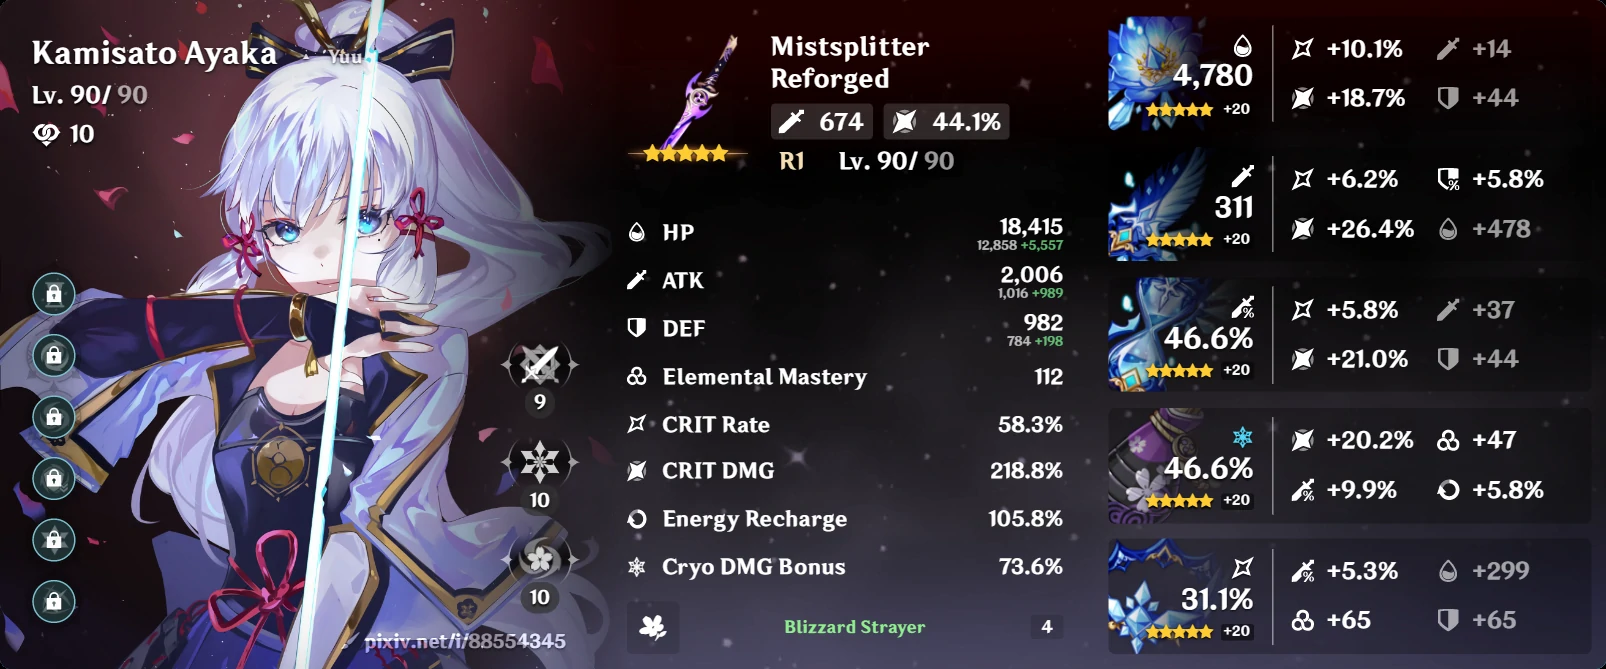 Kamisato Ayaka
Yuu
Lv. 90/ 90
10
9
10
10
pixiv.net/i/88554345
Mistsplitter
Reforged
674 44.1%
R1 Lv. 90/ 90
HP 18,415
12,858 +5,557
ATK 2,006
1,016 +989
DEF 982
784 +198
Elemental Mastery 112
CRIT Rate 58.3%
CRIT DMG 218.8%
Energy Recharge 105.8%
Cryo DMG Bonus 73.6%
Blizzard Strayer 4
4,780
+20
+10.1% +14
+18.7% +44
311
+20
+6.2% +5.8%
+26.4% +478
46.6%
+20
+5.8% +37
+21.0% +44
46.6%
+20
+20.2% +47
+9.9% +5.8%
31.1%
+20
+5.3% +299
+65 +65